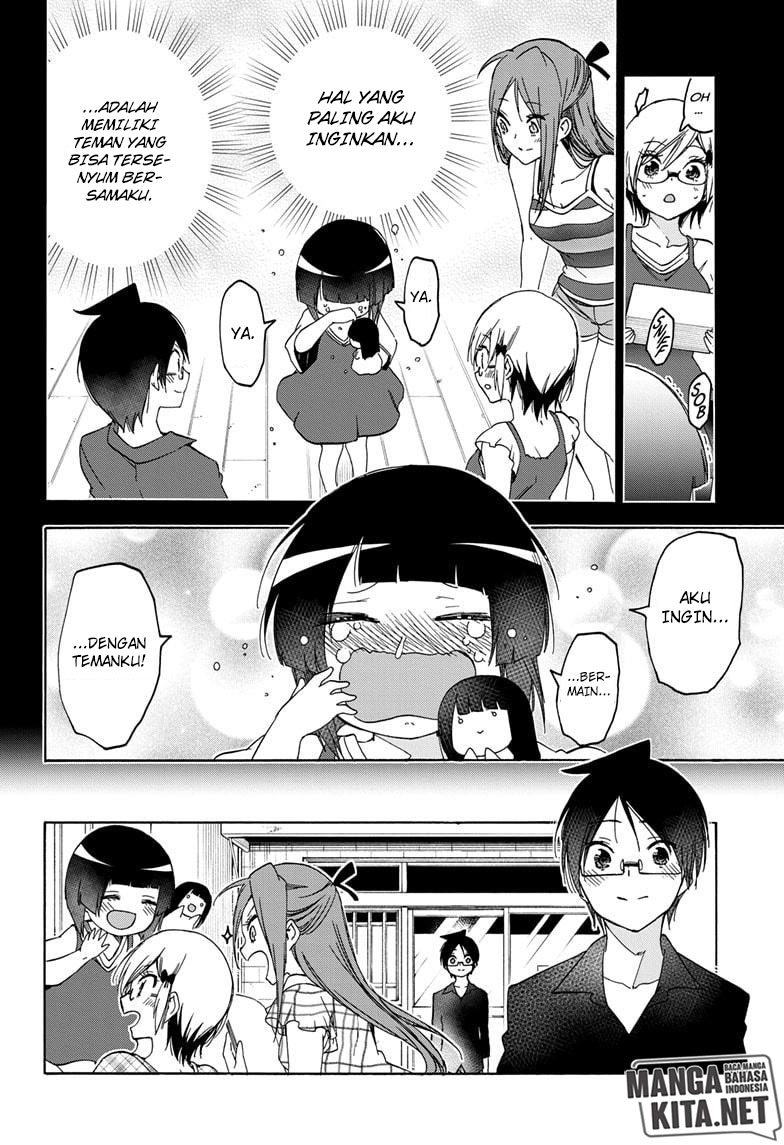 OH
...
SNIFF
SOB
HAL YANG
PALING AKU
INGINKAN...
...ADALAH
MEMILIKI
TEMAN YANG
BISA TERSE-
NYUM BER-
SAMAKU.
YA.
YA.
AKU
INGIN...
...BER-
MAIN...
...DENGAN
TEMANKU!
MANGA
KITA.NET
BACA MANGA
BAHASA
INDONESIA